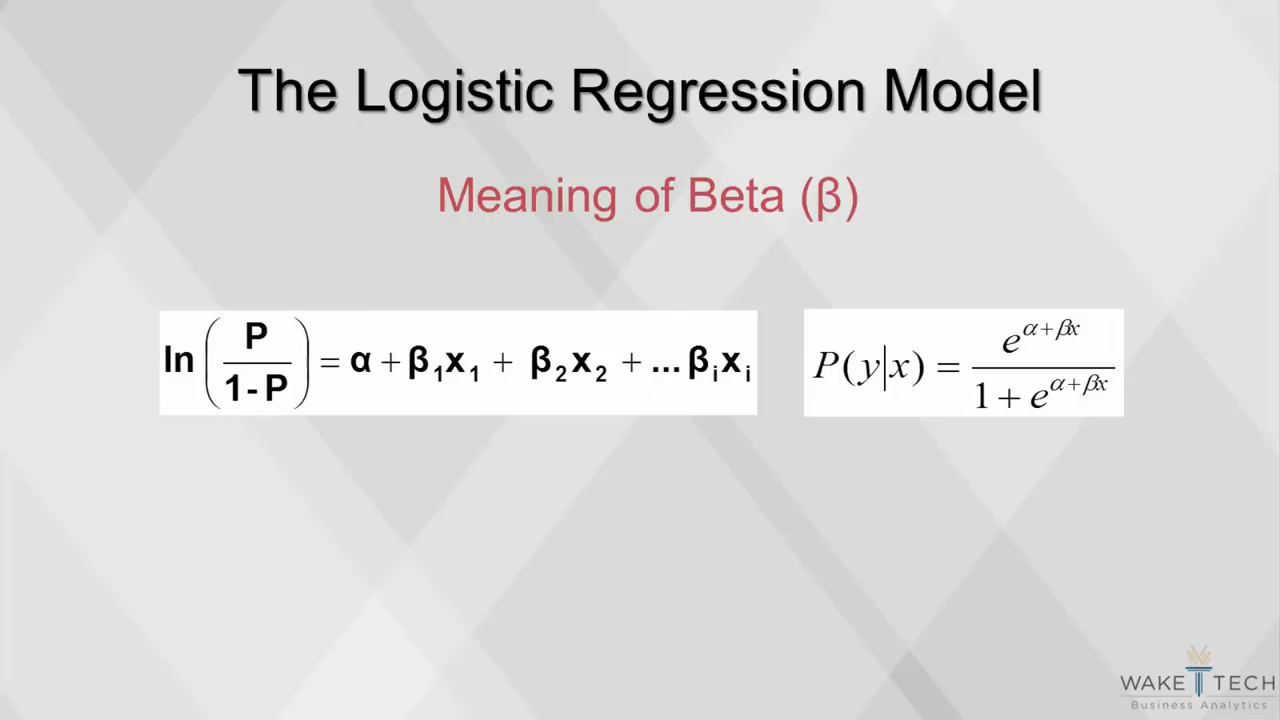 The Logistic Regression Model
Meaning of Beta (β)
ln(P/1-P) = α + β₁x₁ + β₂x₂ + ...βᵢxᵢ
P(y|x) = e^(α+βx) / 1 + e^(α+βx)
WAKE TECH
Business Analytics